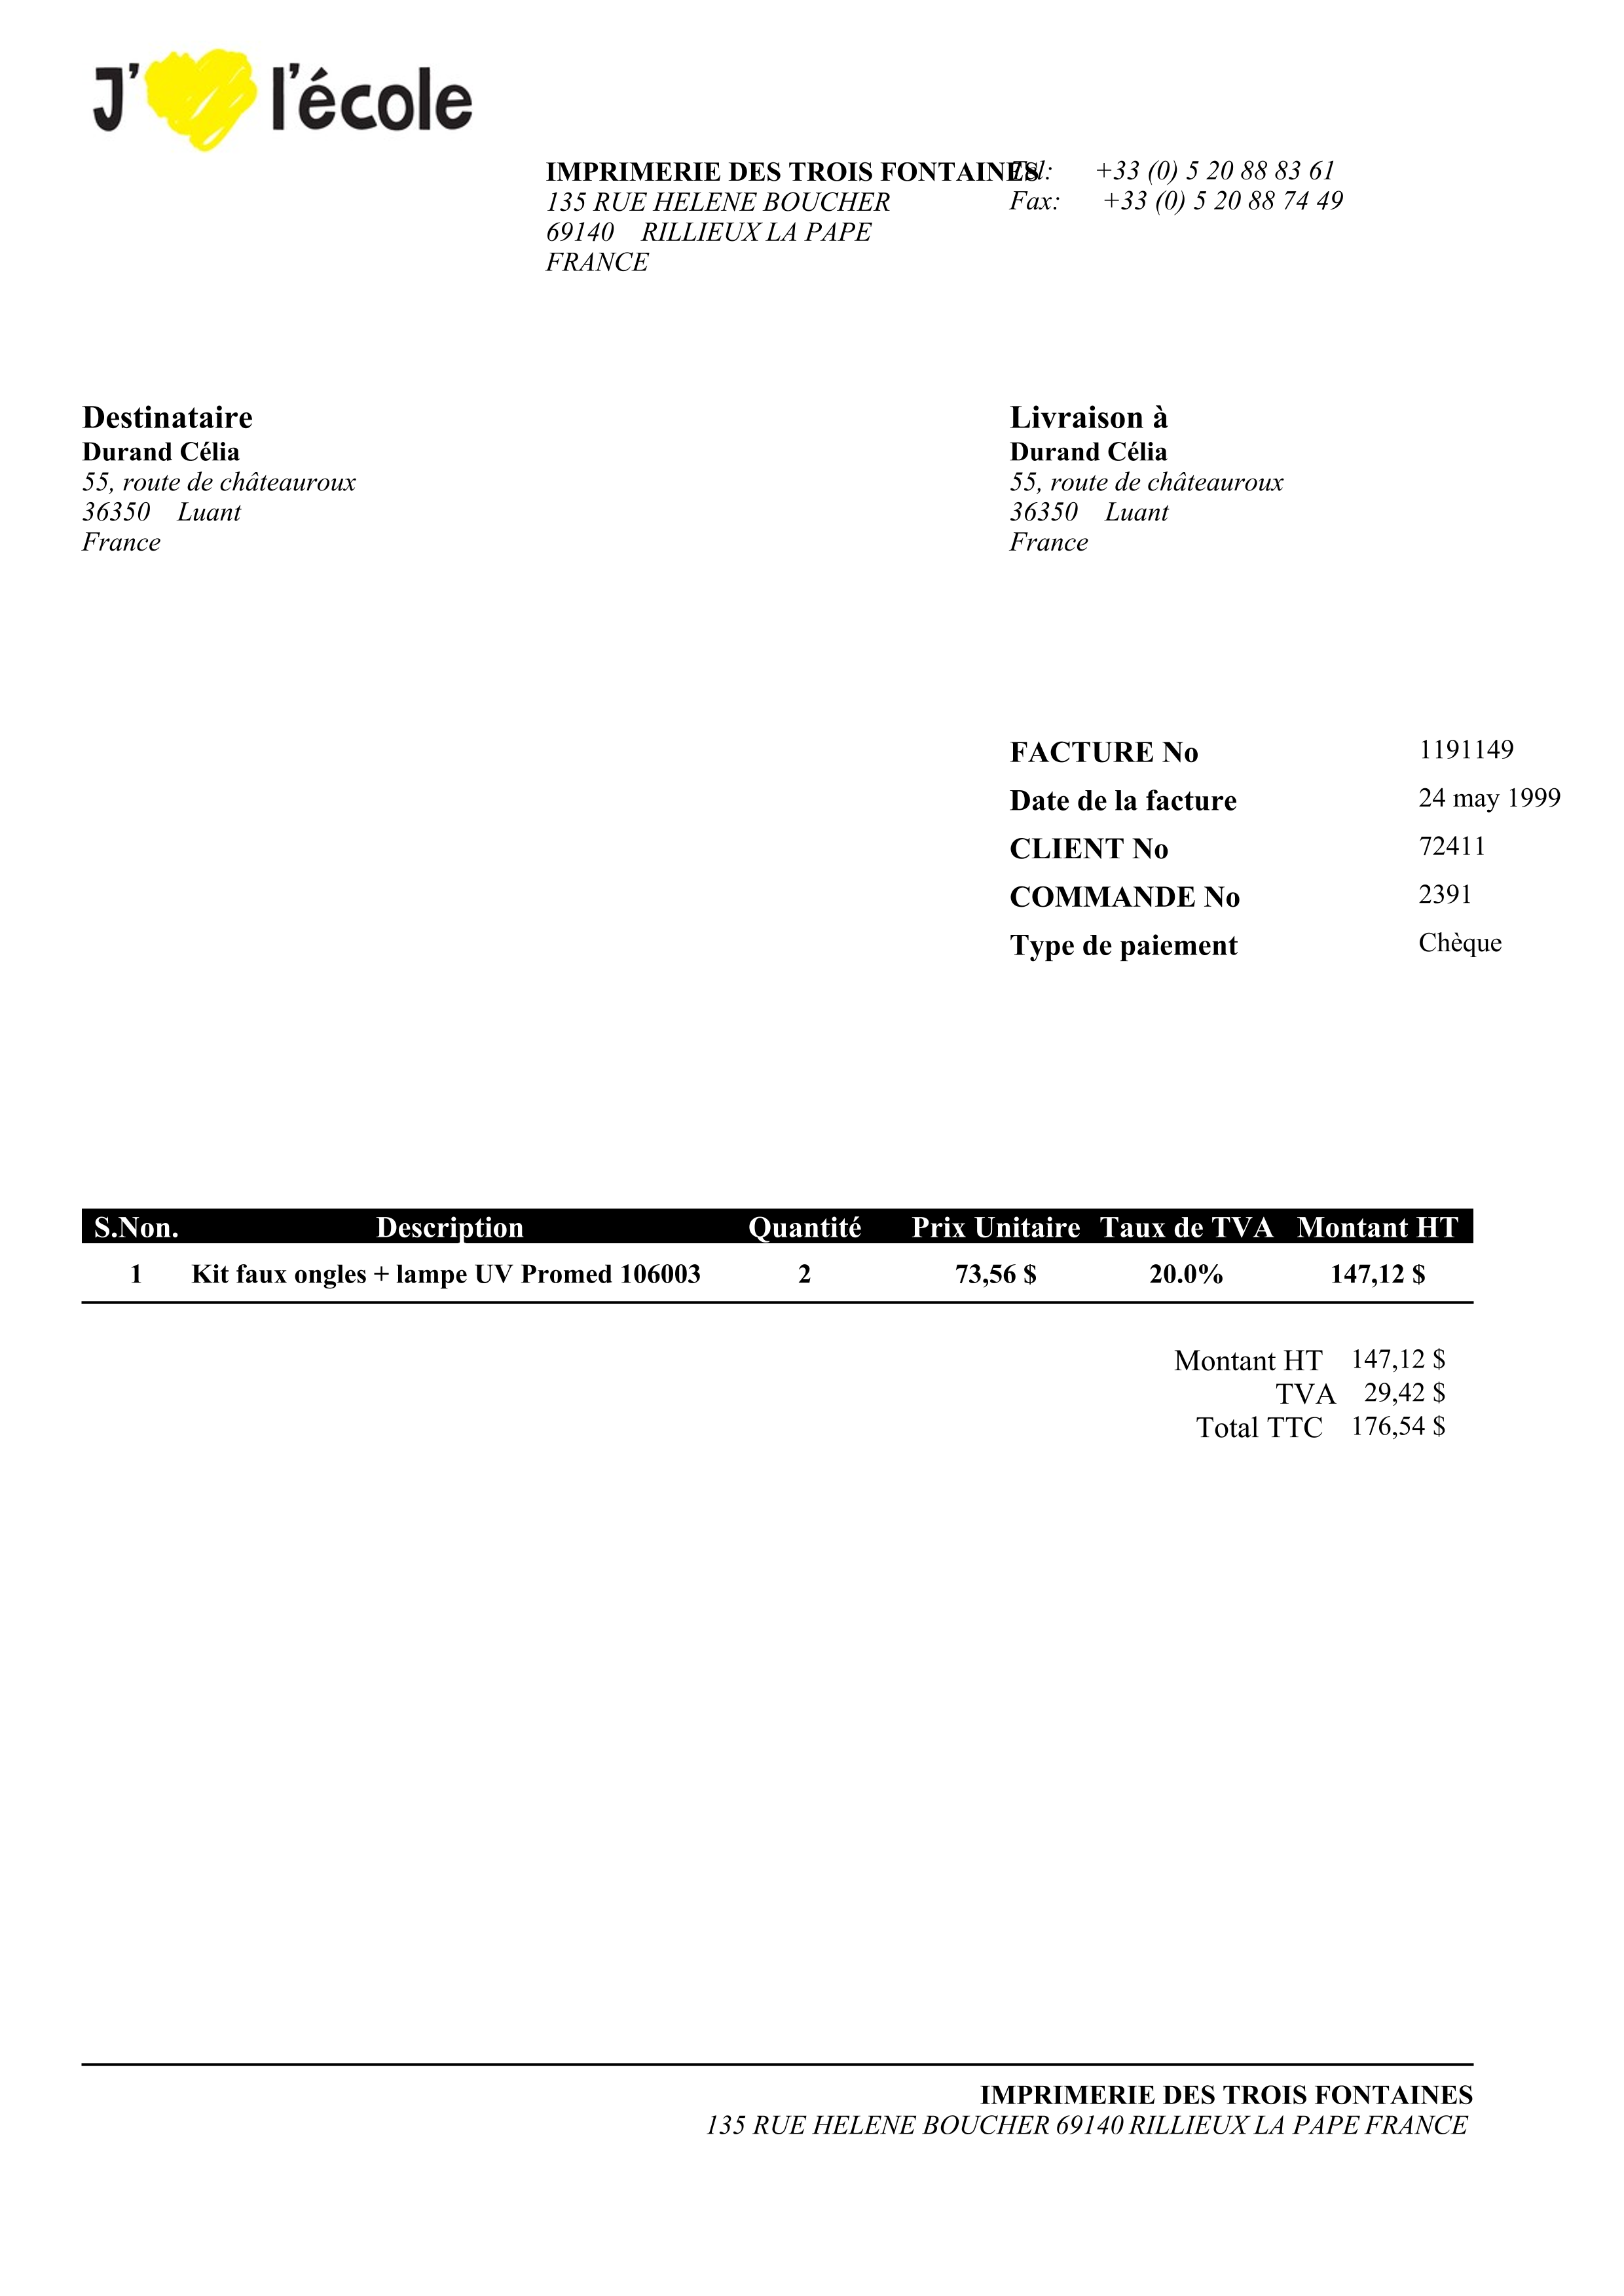 J' l'école
IMPRIMERIE DES TROIS FONTAINES
Tel: +33 (0) 5 20 88 83 61
135 RUE HELENE BOUCHER
Fax: +33 (0) 5 20 88 74 49
69140 RILLIEUX LA PAPE
FRANCE
Destinataire
Durand Célia
55, route de châteauroux
36350 Luant
France
Livraison à
Durand Célia
55, route de châteauroux
36350 Luant
France
FACTURE No 1191149
Date de la facture 24 may 1999
CLIENT No 72411
COMMANDE No 2391
Type de paiement Chèque
S.Non. Description Quantité Prix Unitaire Taux de TVA Montant HT
1 Kit faux ongles + lampe UV Promed 106003 2 73,56 $ 20.0% 147,12 $
Montant HT 147,12 $
TVA 29,42 $
Total TTC 176,54 $
IMPRIMERIE DES TROIS FONTAINES
135 RUE HELENE BOUCHER 69140 RILLIEUX LA PAPE FRANCE